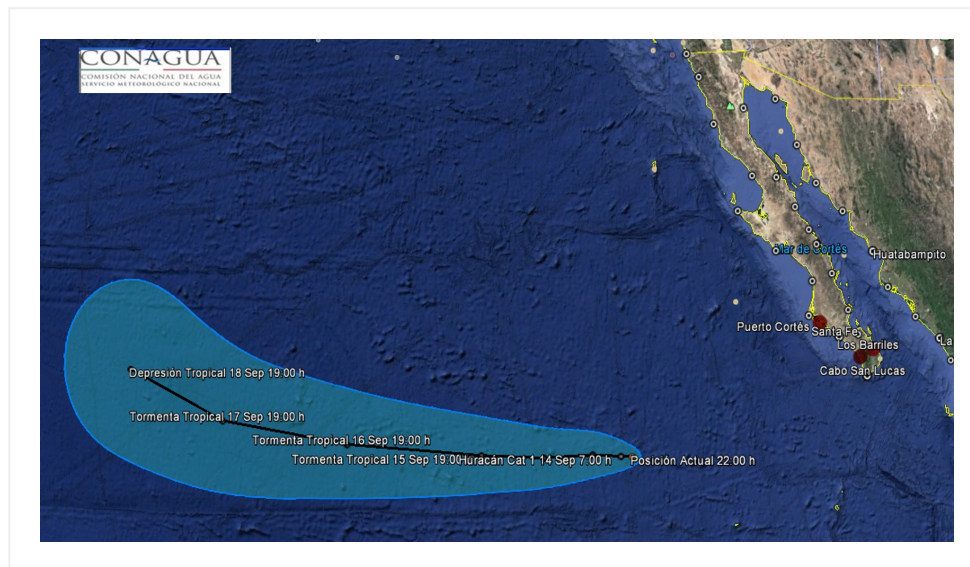 CONAGUA
COMISIÓN NACIONAL DEL AGUA
SERVICIO METEOROLÓGICO NACIONAL
Mar de Cortés
Huatabampito
Puerto Cortés
Santa Fe
Los Barriles
La
Cabo San Lucas
Depresión Tropical 18 Sep 19:00 h
Tormenta Tropical 17 Sep 19:00 h
Tormenta Tropical 16 Sep 19:00 h
Tormenta Tropical 15 Sep 19:00
Huracán Cat 1 14 Sep 7:00 h
Posición Actual 22:00 h